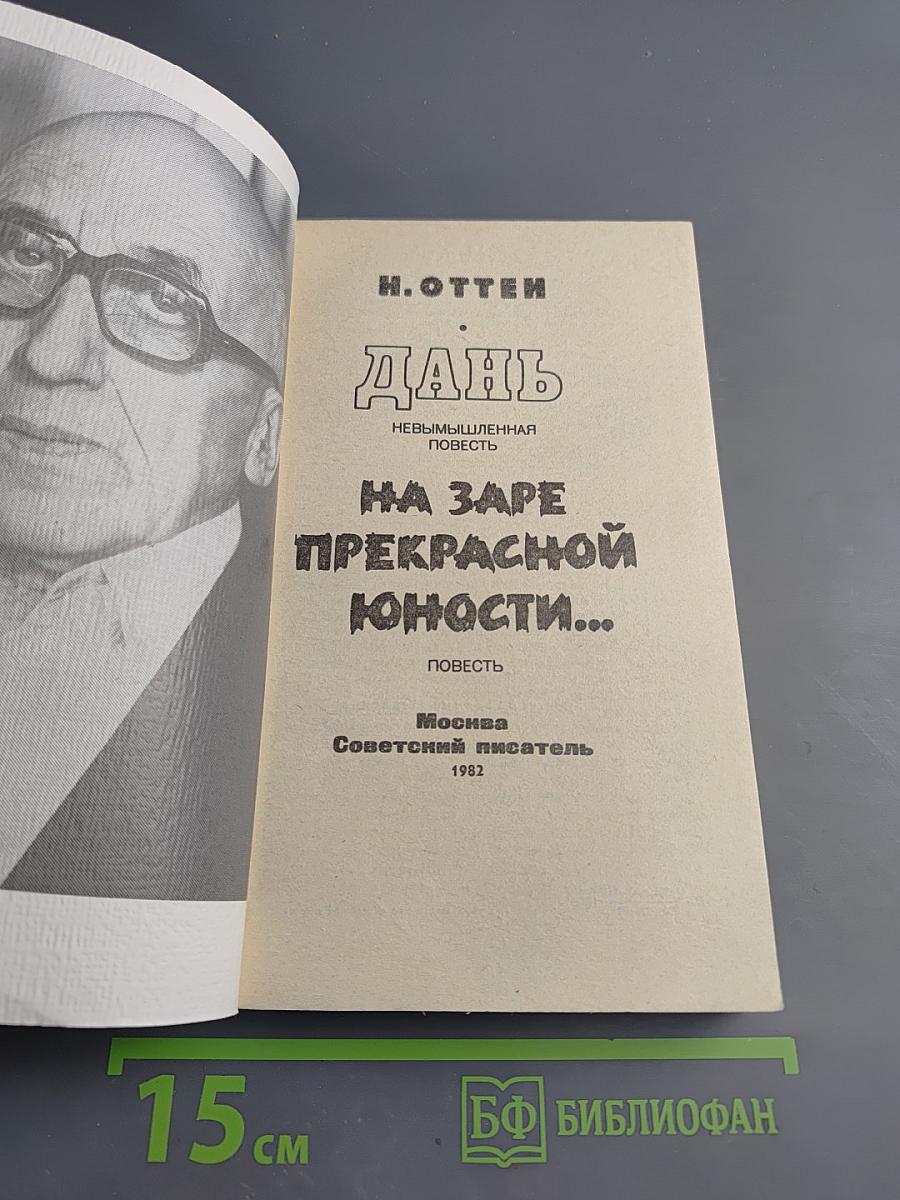 Н. ОТТЕН
ДАНЬ
НЕВЫМЫШЛЕННАЯ
ПОВЕСТЬ
НА ЗАРЕ
ПРЕКРАСНОЙ
ЮНОСТИ...
ПОВЕСТЬ
Москва
Советский писатель
1982
15 см
БФ БИБЛИОФАН